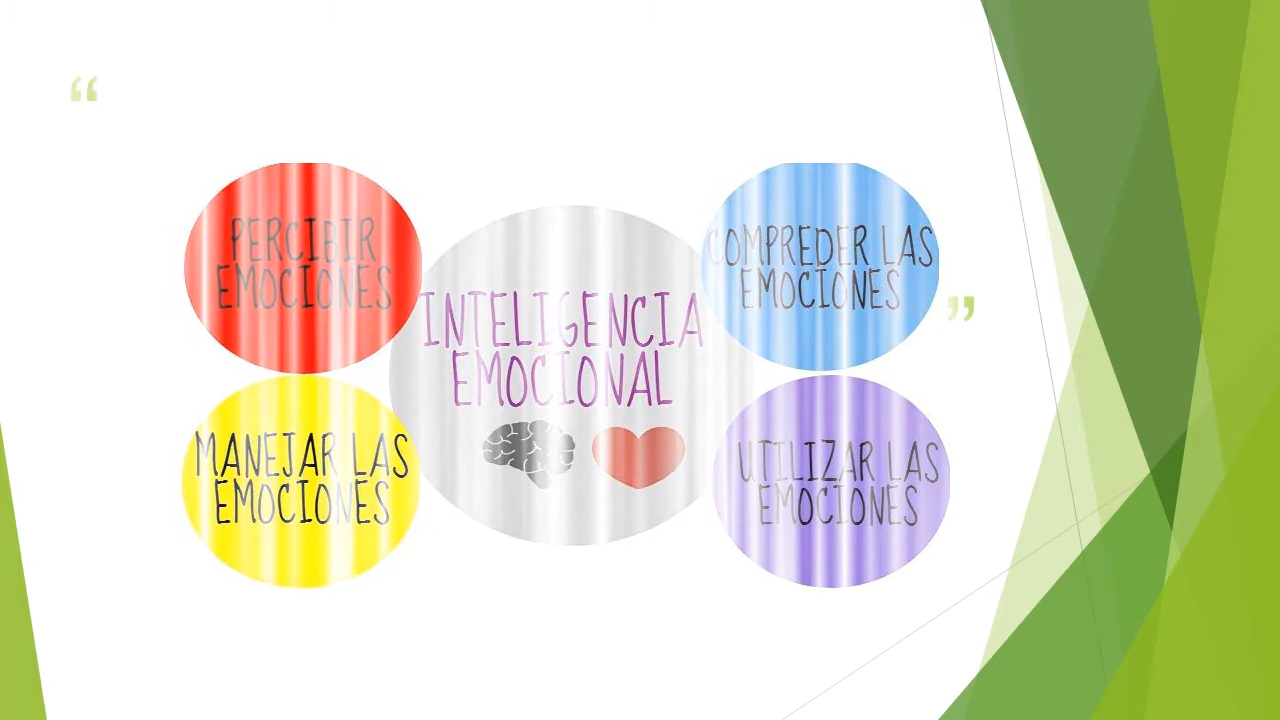 “
PERCIBIR
EMOCIONES
COMPREDER LAS
EMOCIONES
INTELIGENCIA
EMOCIONAL
”
MANEJAR LAS
EMOCIONES
UTILIZAR LAS
EMOCIONES